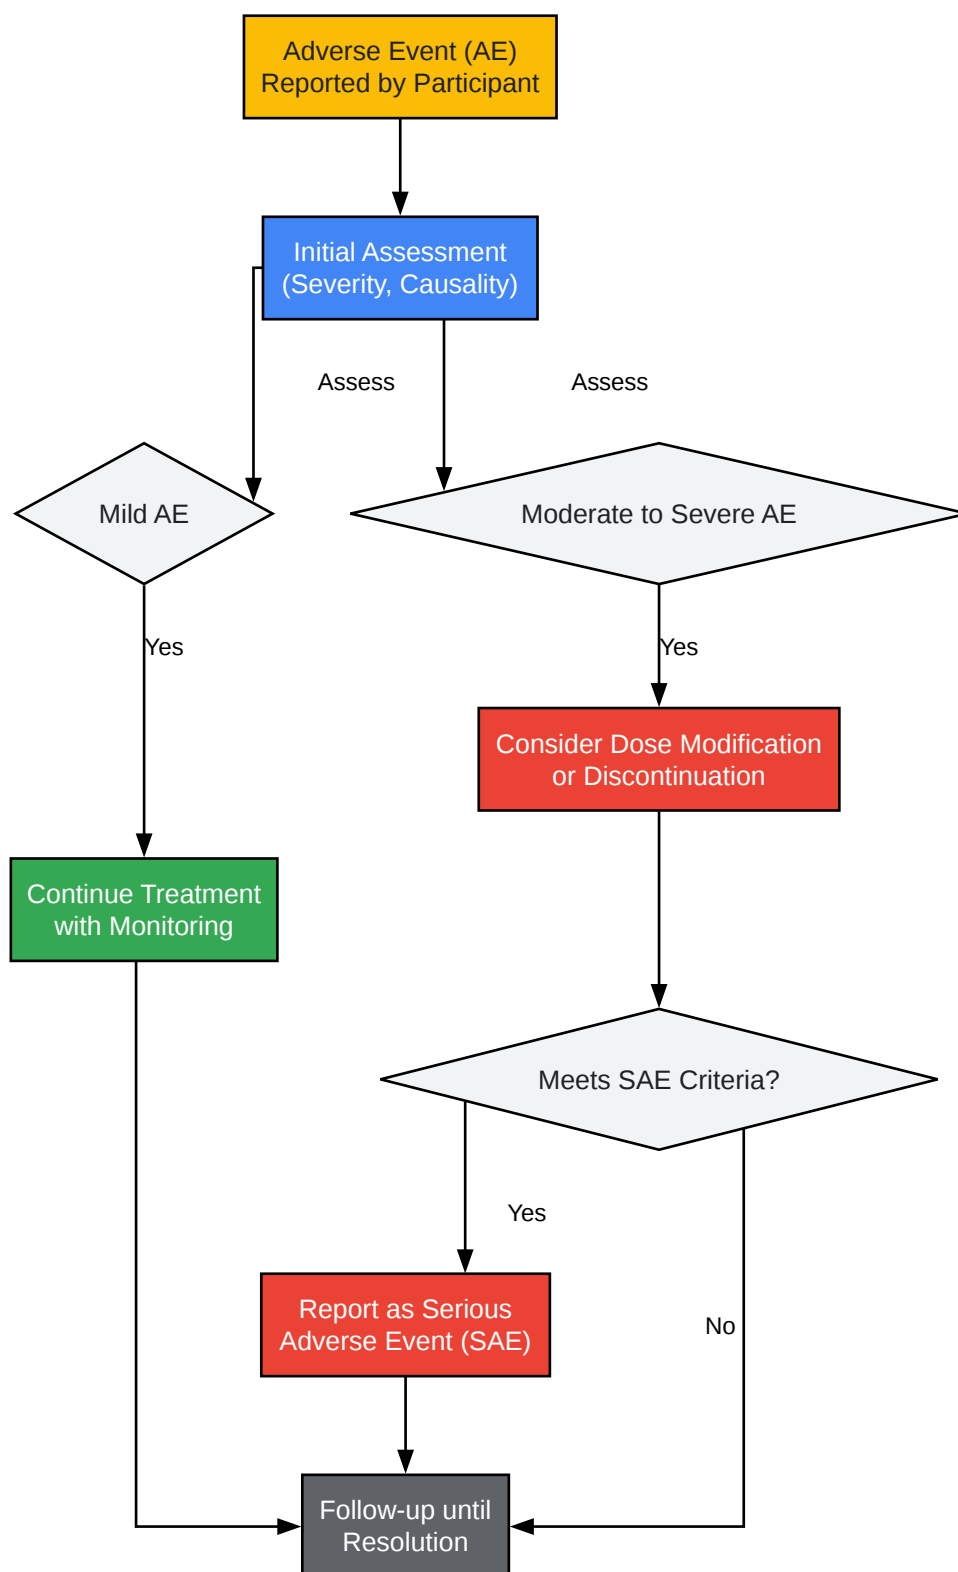 Adverse Event (AE)
Reported by Participant
Initial Assessment
(Severity, Causality)
Assess
Assess
Mild AE
Moderate to Severe AE
Yes
Yes
Consider Dose Modification
or Discontinuation
Continue Treatment
with Monitoring
Meets SAE Criteria?
Yes
Report as Serious
Adverse Event (SAE)
No
Follow-up until
Resolution